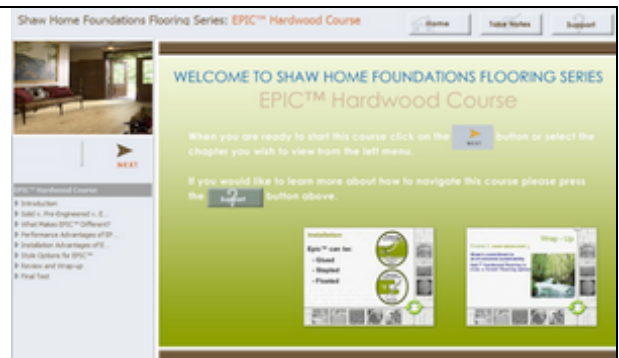 Shaw Home Foundations Flooring Series: EPIC™ Hardwood Course
Home
Take Notes
Support
NEXT
EPIC™ Hardwood Course
Introduction
Solid v. Pre-Engineered v. E...
What Makes EPIC™ Different?
Performance Advantages of EP...
Installation Advantages of E...
Style Options for EPIC™
Review and Wrap-up
Final Test
WELCOME TO SHAW HOME FOUNDATIONS FLOORING SERIES
EPIC™ Hardwood Course
When you are ready to start this course click on the NEXT button or select the
chapter you wish to view from the left menu.
If you would like to learn more about how to navigate this course please press
the Support button above.
Installation
Epic™ can be:
- Glued
- Stapled
- Floated
Wrap - Up